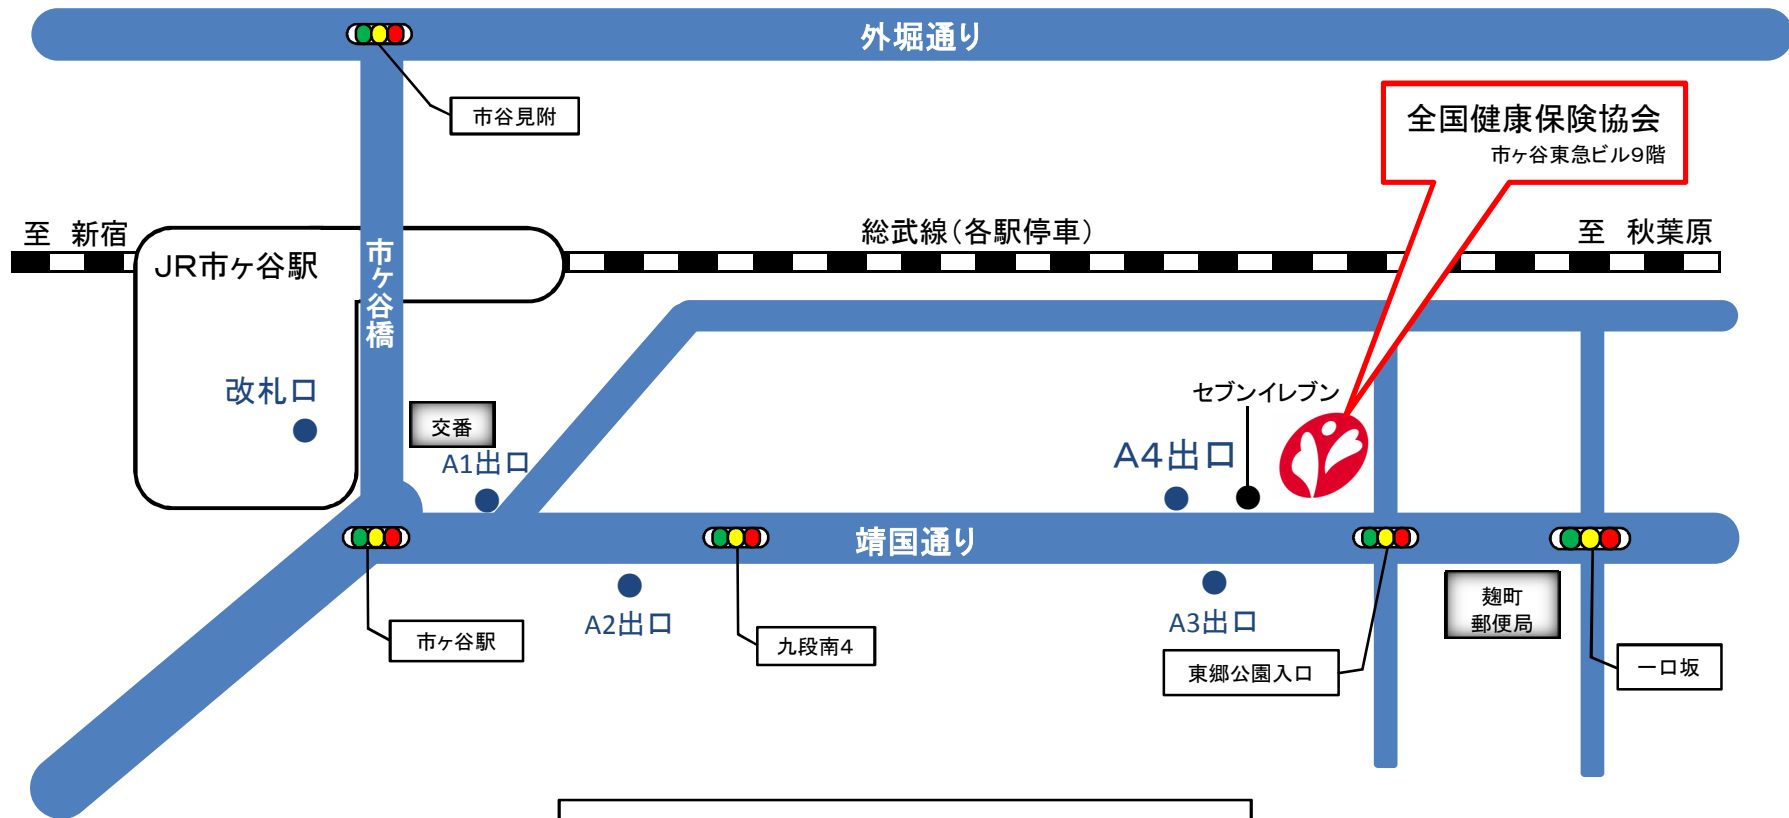 外堀通り
市谷見附
全国健康保険協会
市ヶ谷東急ビル9階
至 新宿
総武線(各駅停車)
至 秋葉原
JR市ヶ谷駅
市ヶ谷橋
改札口
セブンイレブン
交番
A1出口
A4出口
靖国通り
A2出口
A3出口
麹町
郵便局
市ヶ谷駅
九段南4
東郷公園入口
一口坂